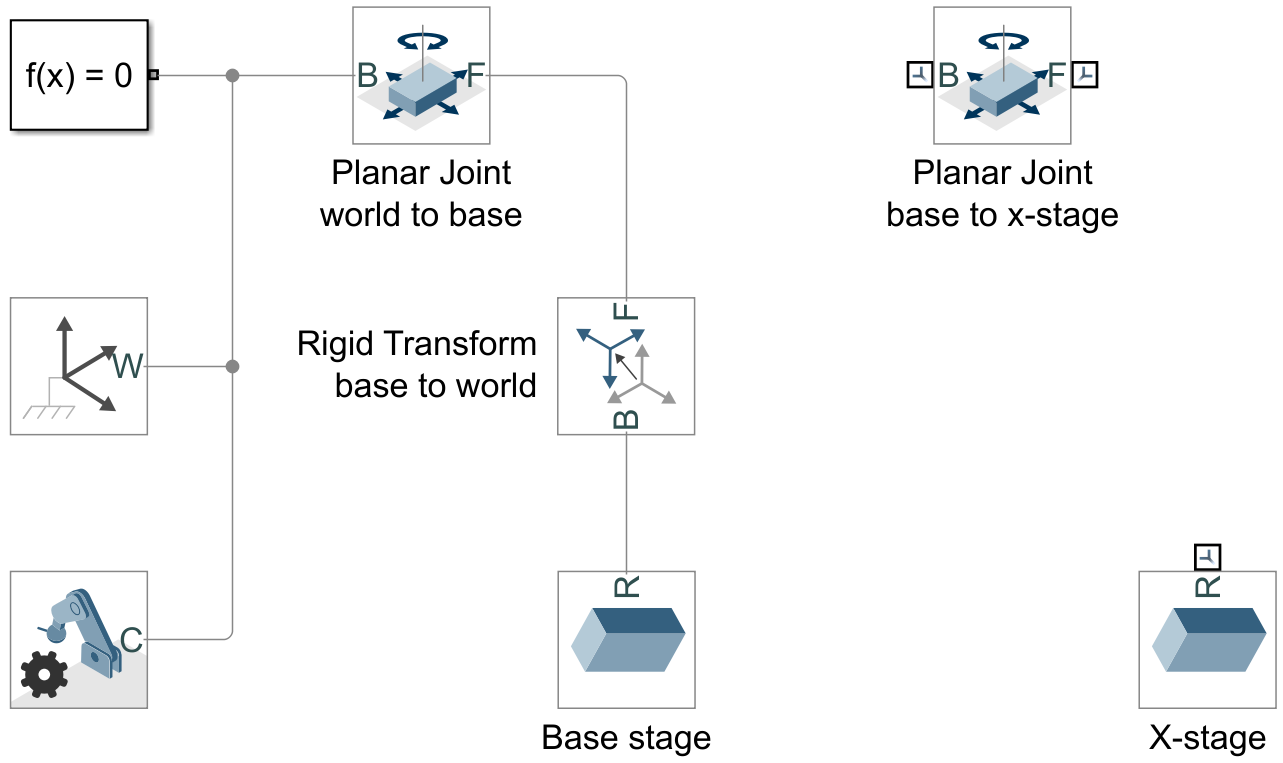 f(x) = 0
B
F
Planar Joint
world to base
B
F
Planar Joint
base to x-stage
W
Rigid Transform
base to world
F
B
C
R
Base stage
R
X-stage